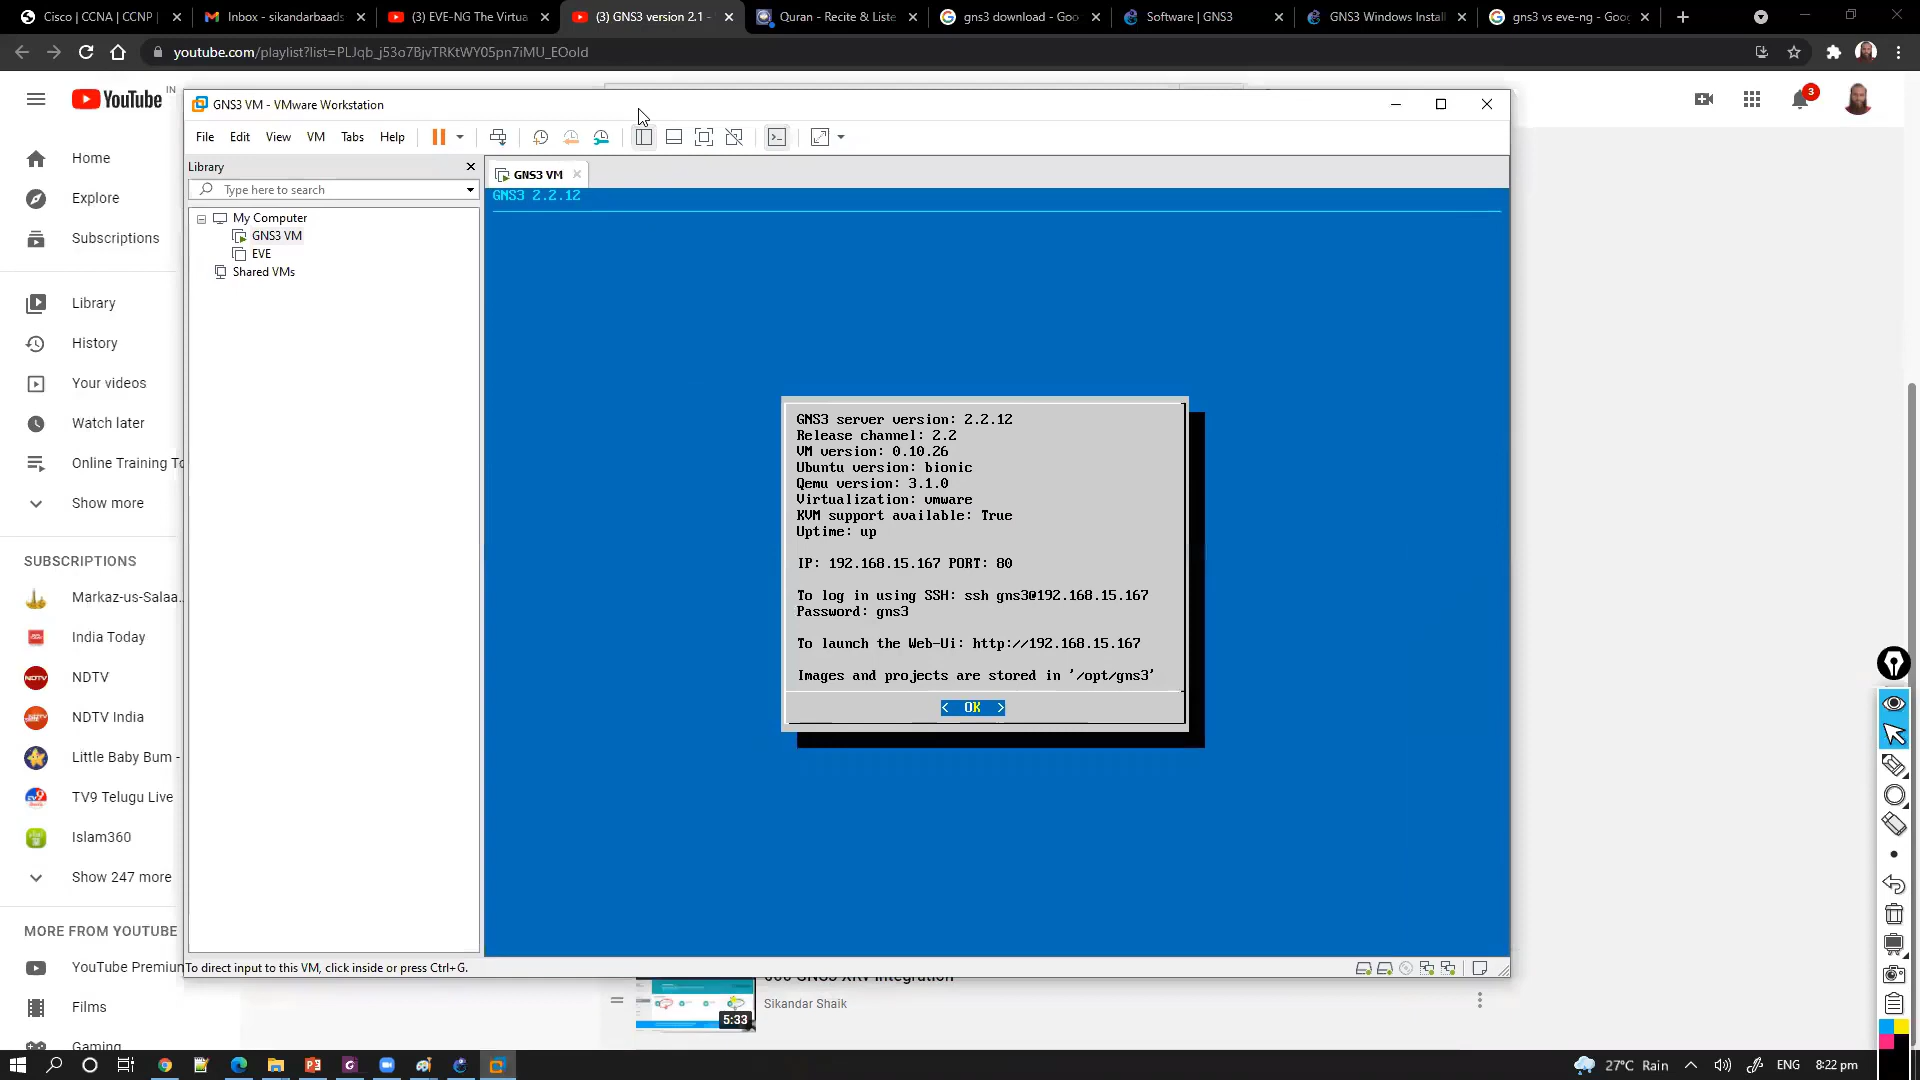 Cisco | CCNA | CCNP
Inbox - sikandarbaads
(3) EVE-NG The Virtua
(3) GNS3 version 2.1 -
Quran - Recite & Liste
gns3 download - Goo
Software | GNS3
GNS3 Windows Install
gns3 vs eve-ng - Goog
youtube.com/playlist?list=PLJqb_j53o7BjvTRKtWY05pn7iMU_EOoId
YouTube IN
3
Home
Explore
Subscriptions
Library
History
Your videos
Watch later
Online Training To
Show more
SUBSCRIPTIONS
Markaz-us-Salaa...
India Today
NDTV
NDTV India
Little Baby Bum -
TV9 Telugu Live
Islam360
Show 247 more
MORE FROM YOUTUBE
YouTube Premium
Films
Gaming
GNS3 VM - VMware Workstation
File Edit View VM Tabs Help
Library
Type here to search
My Computer
GNS3 VM
EVE
Shared VMs
GNS3 VM
GNS3 2.2.12
GNS3 server version: 2.2.12
Release channel: 2.2
VM version: 0.10.26
Ubuntu version: bionic
Qemu version: 3.1.0
Virtualization: vmware
KVM support available: True
Uptime: up
IP: 192.168.15.167 PORT: 80
To log in using SSH: ssh gns3@192.168.15.167
Password: gns3
To launch the Web-Ui: http://192.168.15.167
Images and projects are stored in '/opt/gns3'
< OK >
To direct input to this VM, click inside or press Ctrl+G.
GNS3 XRV Integration
Sikandar Shaik
5:33
27°C Rain
ENG
8:22 pm